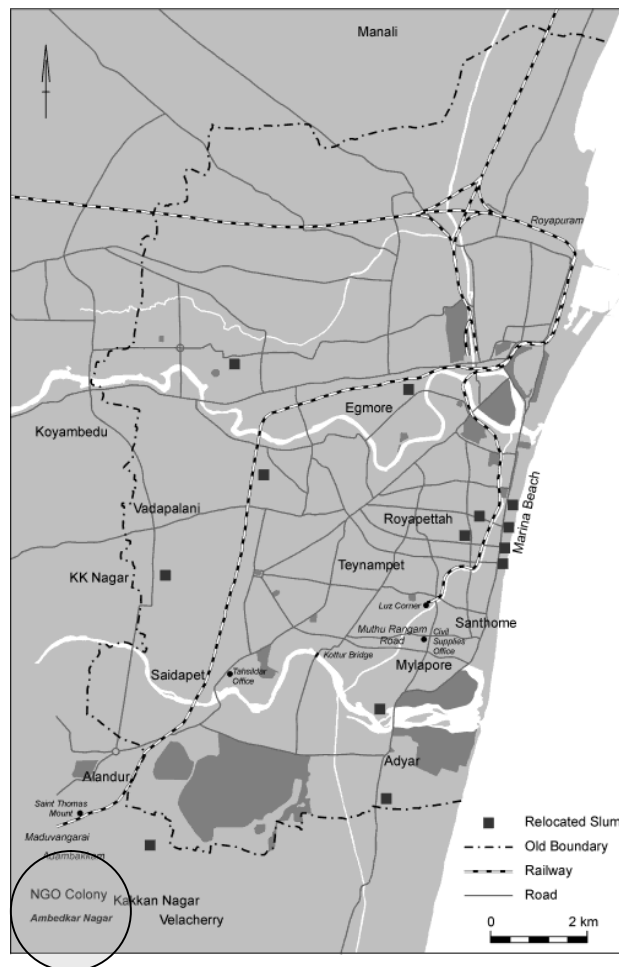 Manali
Royapuram
Egmore
Koyambedu
Vadapalani
Royapettah
Marina Beach
Teynampet
KK Nagar
Luz Corner
Santhome
Muthu Rangam
Road
Civil
Supplies
Office
Kottur Bridge
Mylapore
Saidapet
Tahsildar
Office
Adyar
Alandur
Saint Thomas
Mount
Maduvangarai
Adambakkam
NGO Colony
Kakkan Nagar
Ambedkar Nagar
Velacherry
Relocated Slum
Old Boundary
Railway
Road
0 2 km